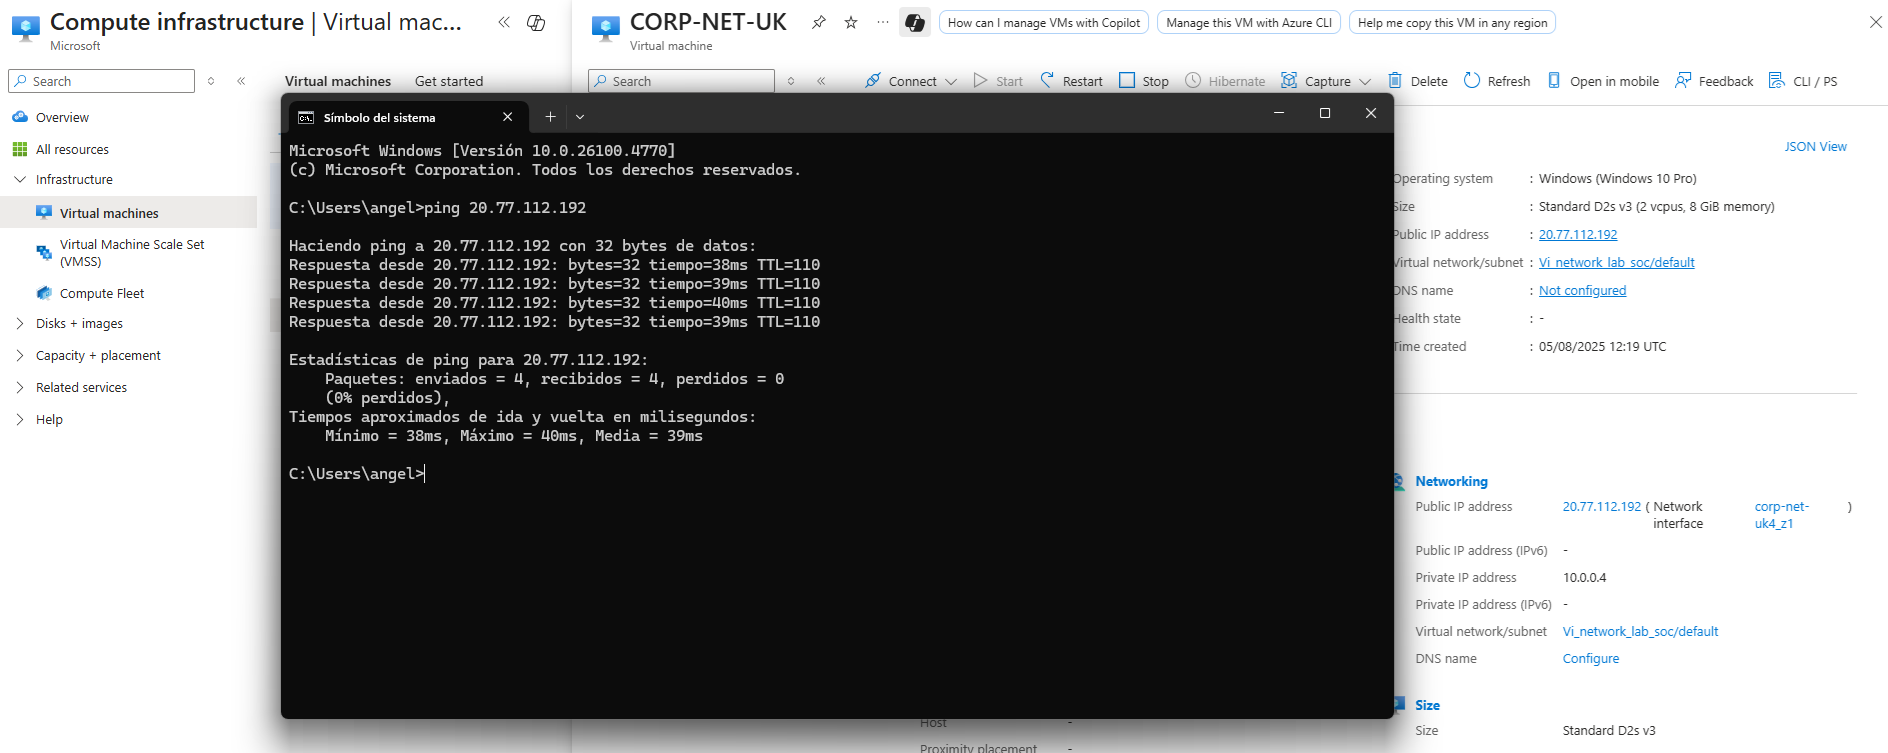 Compute infrastructure | Virtual mac...
Microsoft
Search
Overview
All resources
Infrastructure
Virtual machines
Virtual Machine Scale Set
(VMSS)
Compute Fleet
Disks + images
Capacity + placement
Related services
Help
Virtual machines Get started
CORP-NET-UK
Virtual machine
How can I manage VMs with Copilot Manage this VM with Azure CLI Help me copy this VM in any region
Search
Connect Start Restart Stop Hibernate Capture Delete Refresh Open in mobile Feedback CLI / PS
Símbolo del sistema
Microsoft Windows [Versión 10.0.26100.4770]
(c) Microsoft Corporation. Todos los derechos reservados.
C:\Users\angel>ping 20.77.112.192
Haciendo ping a 20.77.112.192 con 32 bytes de datos:
Respuesta desde 20.77.112.192: bytes=32 tiempo=38ms TTL=110
Respuesta desde 20.77.112.192: bytes=32 tiempo=39ms TTL=110
Respuesta desde 20.77.112.192: bytes=32 tiempo=40ms TTL=110
Respuesta desde 20.77.112.192: bytes=32 tiempo=39ms TTL=110
Estadísticas de ping para 20.77.112.192:
Paquetes: enviados = 4, recibidos = 4, perdidos = 0
(0% perdidos),
Tiempos aproximados de ida y vuelta en milisegundos:
Mínimo = 38ms, Máximo = 40ms, Media = 39ms
C:\Users\angel>
JSON View
Operating system : Windows (Windows 10 Pro)
Size : Standard D2s v3 (2 vcpus, 8 GiB memory)
Public IP address : 20.77.112.192
Virtual network/subnet : Vi_network_lab_soc/default
DNS name : Not configured
Health state : -
Time created : 05/08/2025 12:19 UTC
Networking
Public IP address 20.77.112.192 ( Network interface corp-net-uk4_z1 )
Public IP address (IPv6) -
Private IP address 10.0.0.4
Private IP address (IPv6) -
Virtual network/subnet Vi_network_lab_soc/default
DNS name Configure
Size
Size Standard D2s v3
Host -
Proximity placement -